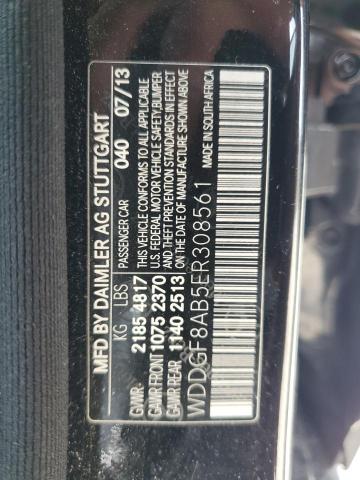 MFD BY DAIMLER AG STUTTGART
KG LBS PASSENGER CAR 040 07/13
GVWR- 2185 4817 THIS VEHICLE CONFORMS TO ALL APPLICABLE
GAWR FRONT 1075 2370 U.S. FEDERAL MOTOR VEHICLE SAFETY, BUMPER
GAWR REAR 1140 2513 AND THEFT PREVENTION STANDARDS IN EFFECT
ON THE DATE OF MANUFACTURE SHOWN ABOVE
WDDGF8AB5ER308561 MADE IN SOUTH AFRICA